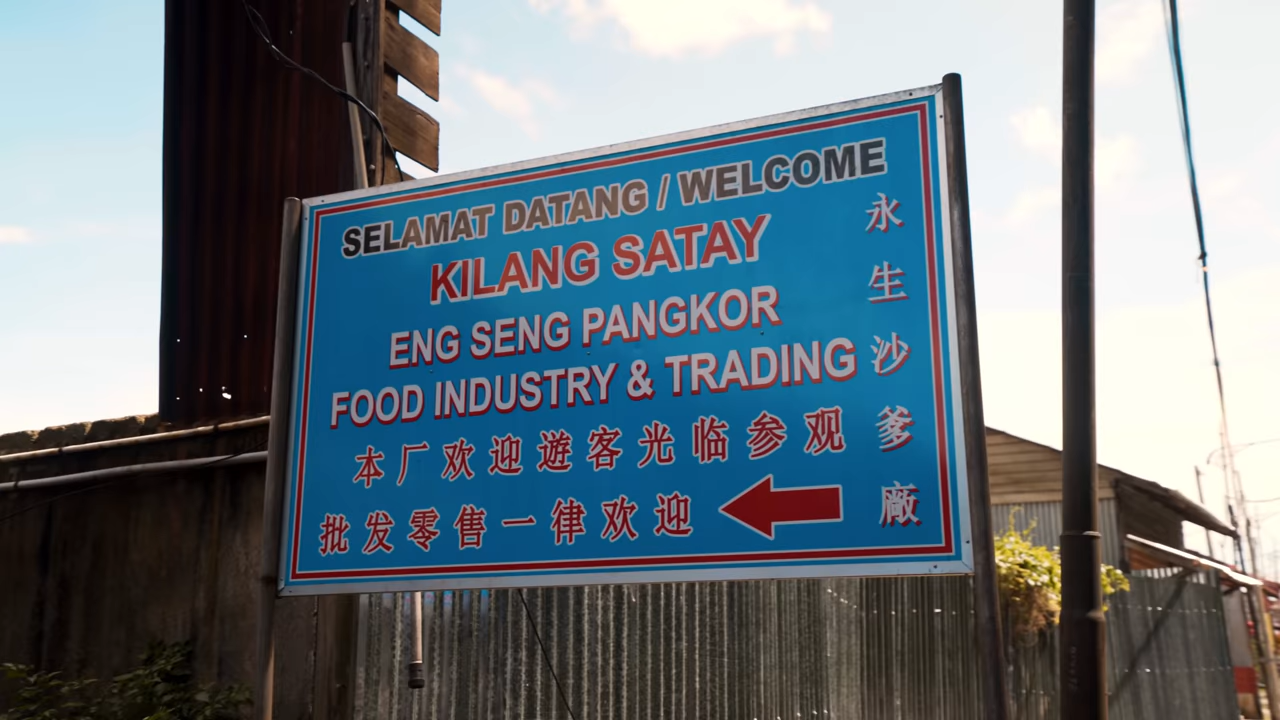 SELAMAT DATANG / WELCOME
KILANG SATAY
ENG SENG PANGKOR
FOOD INDUSTRY & TRADING
本厂欢迎遊客光临参观
批发零售一律欢迎
永生沙爹廠